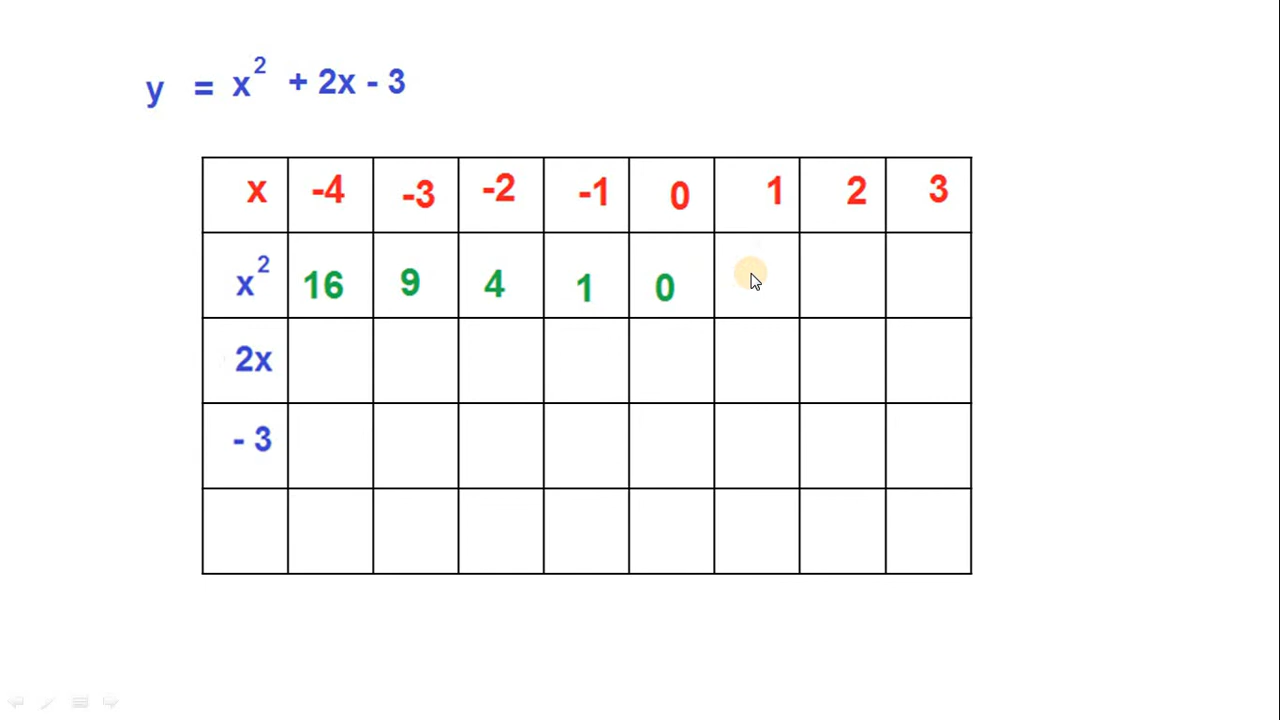 y = x² + 2x - 3
x -4 -3 -2 -1 0 1 2 3
x² 16 9 4 1 0
2x
- 3